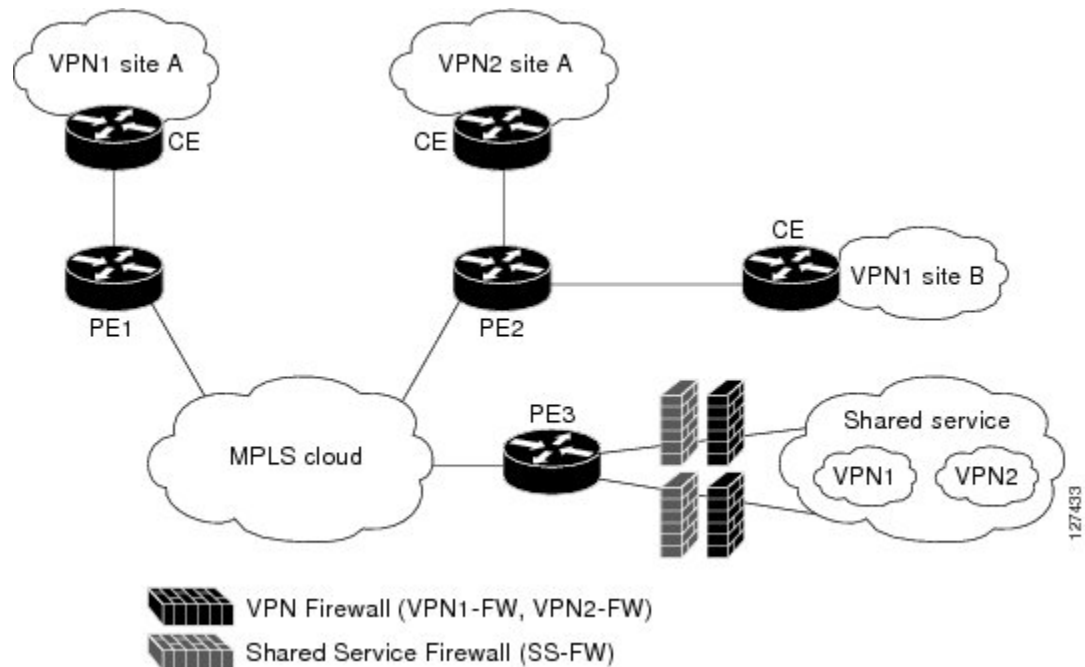 VPN1 site A
VPN2 site A
CE
CE
CE
VPN1 site B
PE1
PE2
PE3
MPLS cloud
Shared service
VPN1
VPN2
127433
VPN Firewall (VPN1-FW, VPN2-FW)
Shared Service Firewall (SS-FW)